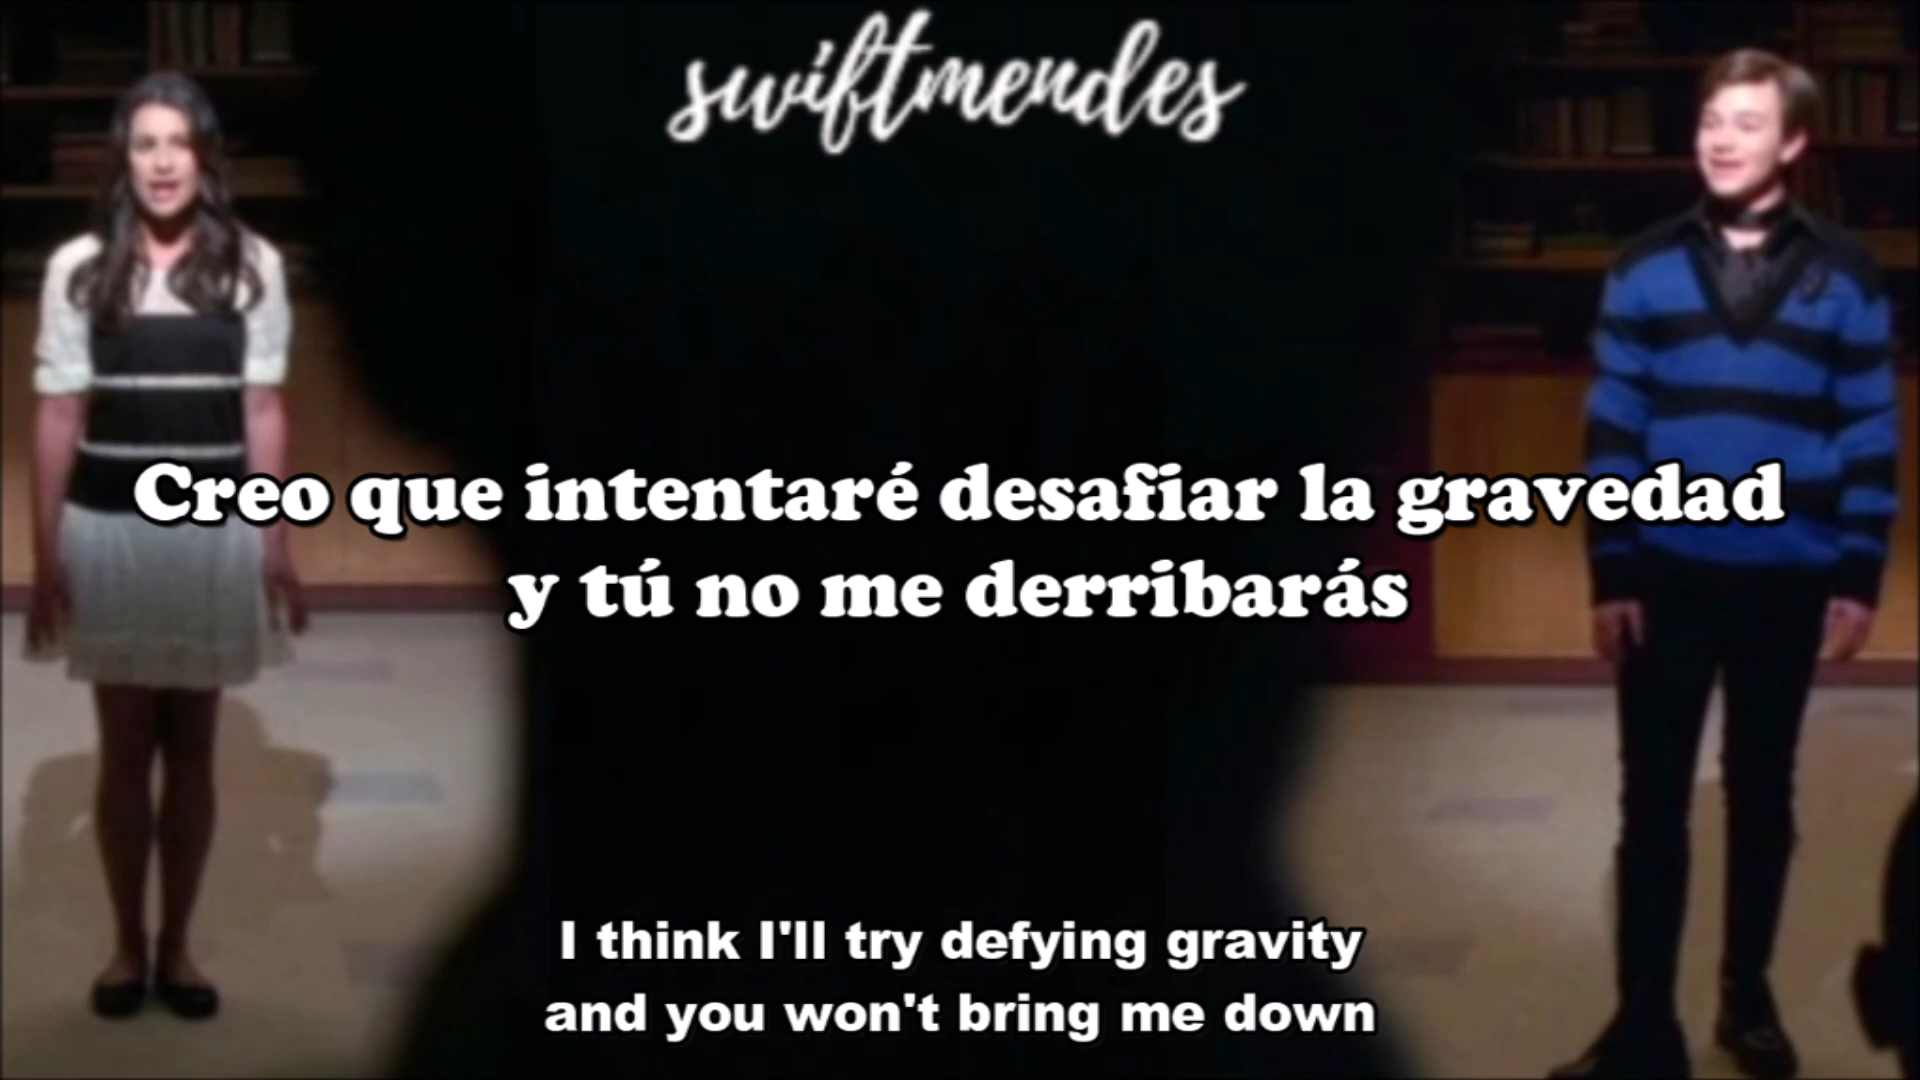 swiftmendes
Creo que intentaré desafiar la gravedad
y tú no me derribarás
I think I'll try defying gravity
and you won't bring me down